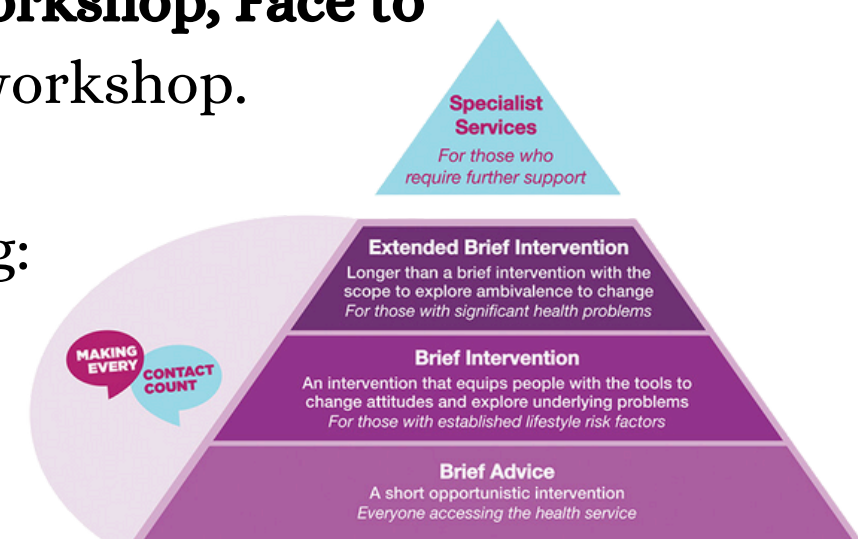 orkshop, Face to
workshop.
g:
Specialist
Services
For those who
require further support
Extended Brief Intervention
Longer than a brief intervention with the
scope to explore ambivalence to change
For those with significant health problems
MAKING
EVERY
CONTACT
COUNT
Brief Intervention
An intervention that equips people with the tools to
change attitudes and explore underlying problems
For those with established lifestyle risk factors
Brief Advice
A short opportunistic intervention
Everyone accessing the health service